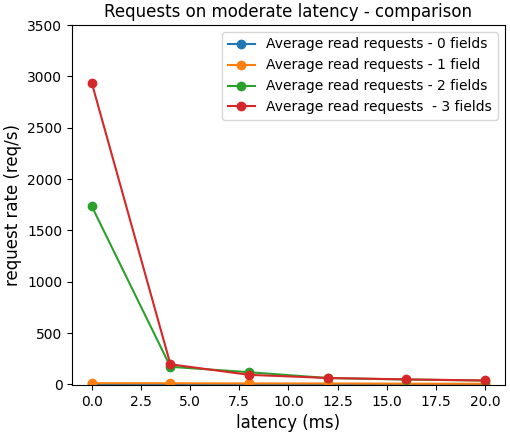 Requests on moderate latency - comparison
Average read requests - 0 fields
Average read requests - 1 field
Average read requests - 2 fields
Average read requests  - 3 fields
request rate (req/s)
3500
3000
2500
2000
1500
1000
500
0
0.0 2.5 5.0 7.5 10.0 12.5 15.0 17.5 20.0
latency (ms)